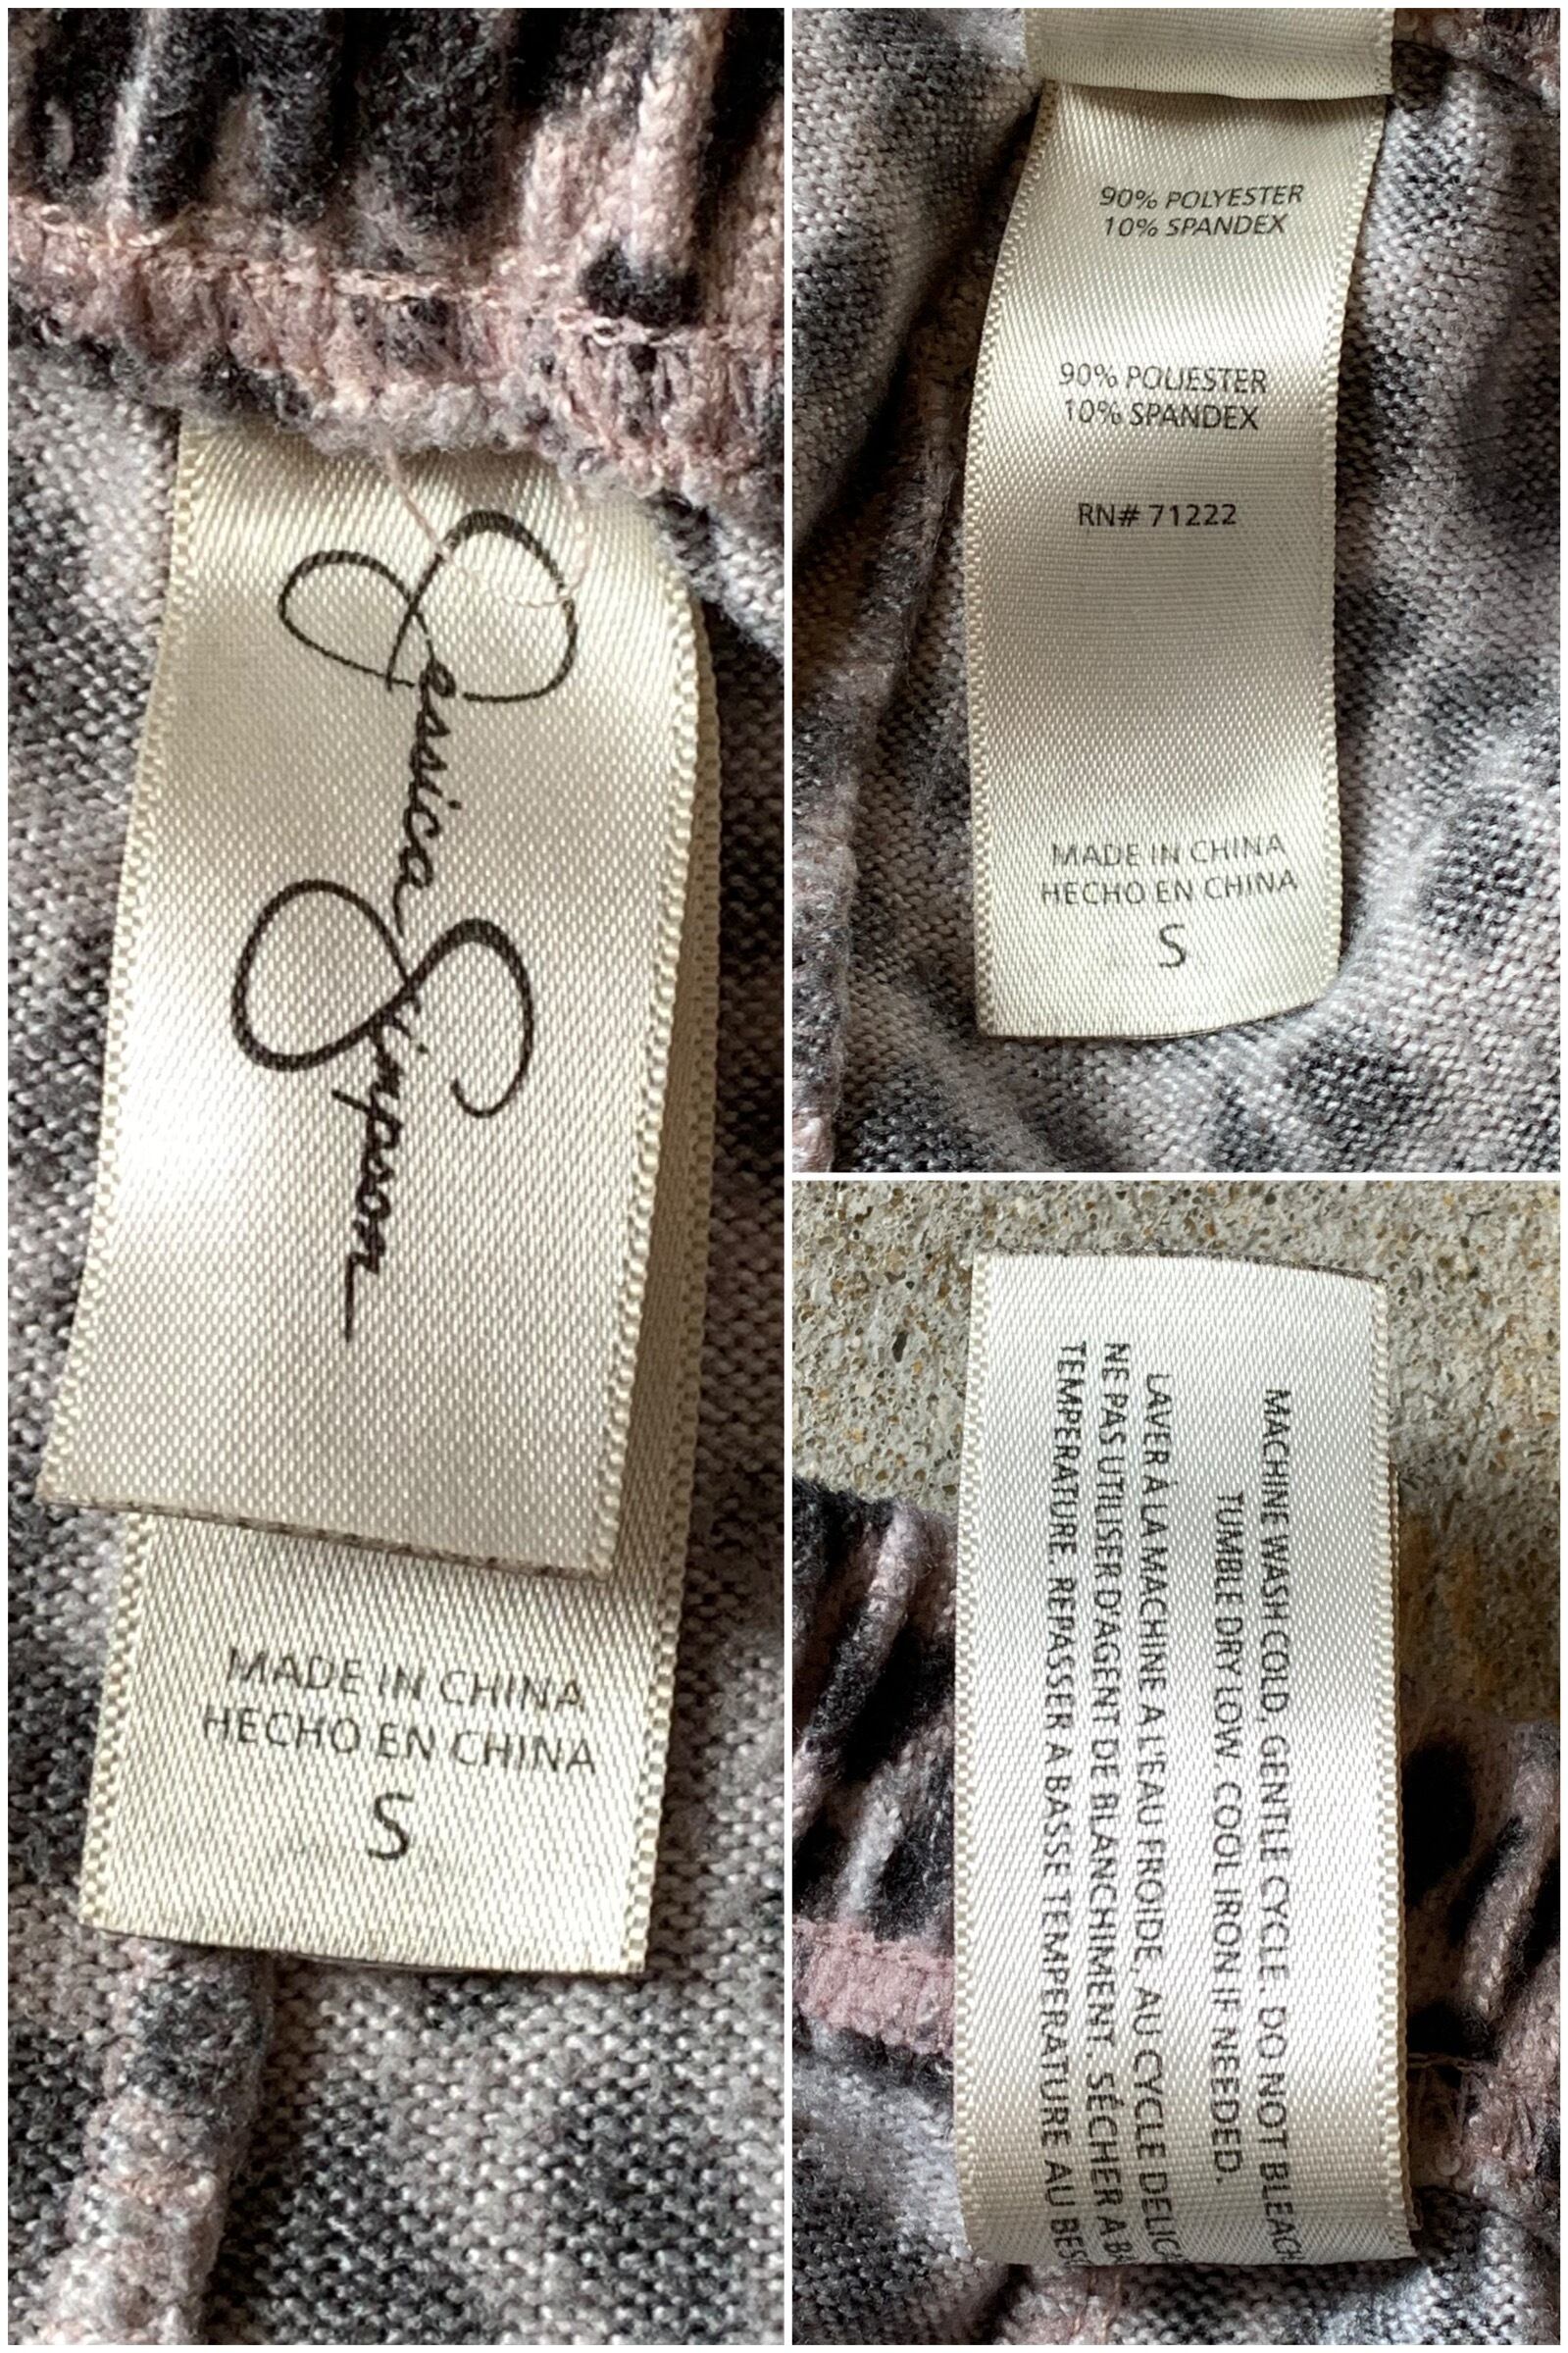 Jessica Simpson
MADE IN CHINA
HECHO EN CHINA
S
90% POLYESTER
10% SPANDEX
90% POLIESTER
10% SPANDEX
RN# 71222
MADE IN CHINA
HECHO EN CHINA
S
MACHINE WASH COLD, GENTLE CYCLE. DO NOT BLEACH
TUMBLE DRY LOW. COOL IRON IF NEEDED.
LAVER À LA MACHINE A L'EAU FROIDE, AU CYCLE DELIC
NE PAS UTILISER D'AGENT DE BLANCHIMENT. SÉCHER A BA
TEMPERATURE. REPASSER A BASSE TEMPERATURE AU BESO